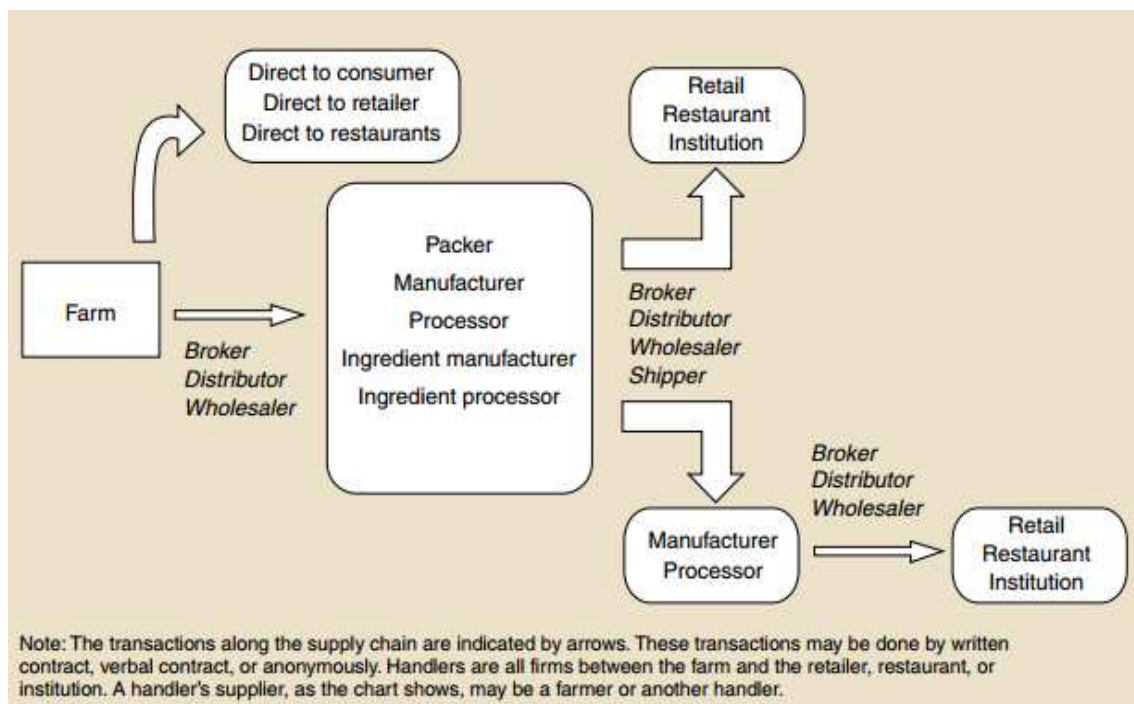 Direct to consumer
Direct to retailer
Direct to restaurants
Retail
Restaurant
Institution
Farm
Broker
Distributor
Wholesaler
Packer
Manufacturer
Processor
Ingredient manufacturer
Ingredient processor
Broker
Distributor
Wholesaler
Shipper
Manufacturer
Processor
Broker
Distributor
Wholesaler
Retail
Restaurant
Institution
Note: The transactions along the supply chain are indicated by arrows. These transactions may be done by written
contract, verbal contract, or anonymously. Handlers are all firms between the farm and the retailer, restaurant, or
institution. A handler's supplier, as the chart shows, may be a farmer or another handler.